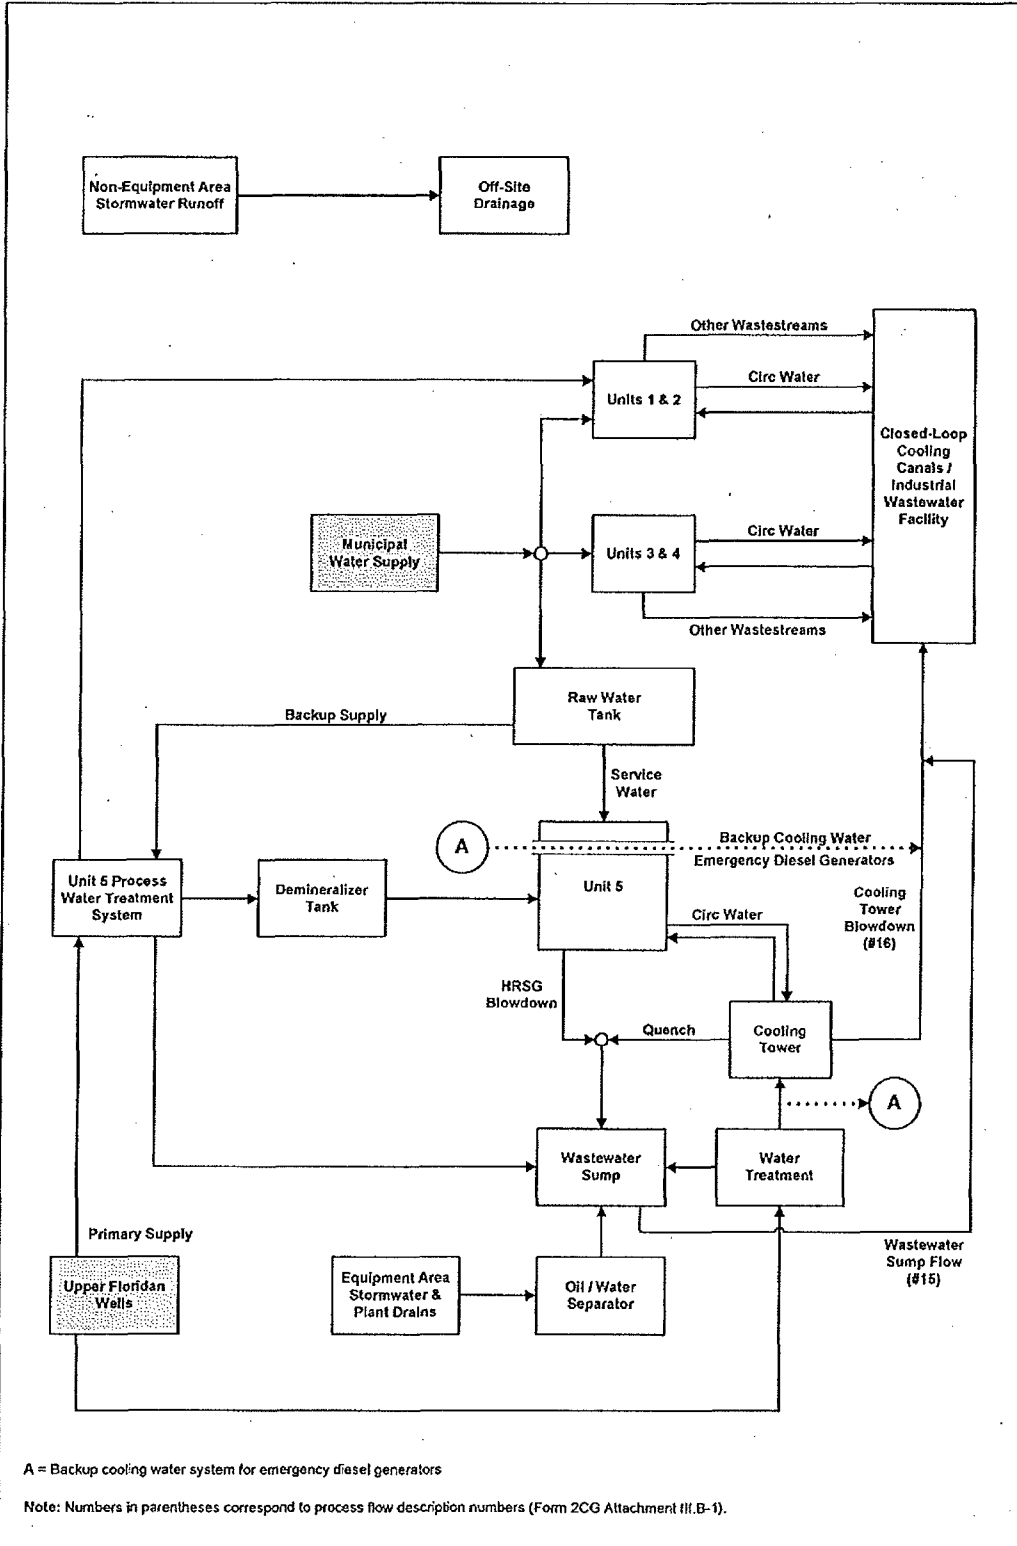 Non-Equipment Area
Stormwater Runoff
Off-Site
Drainage
Other Wastestreams
Units 1 & 2
Circ Water
Closed-Loop
Cooling
Canals /
Industrial
Wastewater
Facility
Municipal
Water Supply
Units 3 & 4
Circ Water
Other Wastestreams
Raw Water
Tank
Backup Supply
Service
Water
A
Backup Cooling Water
Emergency Diesel Generators
Unit 5 Process
Water Treatment
System
Demineralizer
Tank
Unit 5
Circ Water
Cooling
Tower
Blowdown
(#16)
HRSG
Blowdown
Quench
Cooling
Tower
A
Wastewater
Sump
Water
Treatment
Primary Supply
Wastewater
Sump Flow
(#15)
Upper Floridan
Wells
Equipment Area
Stormwater &
Plant Drains
Oil / Water
Separator
A = Backup cooling water system for emergency diesel generators
Note: Numbers in parentheses correspond to process flow description numbers (Form 2CG Attachment III.B-1).